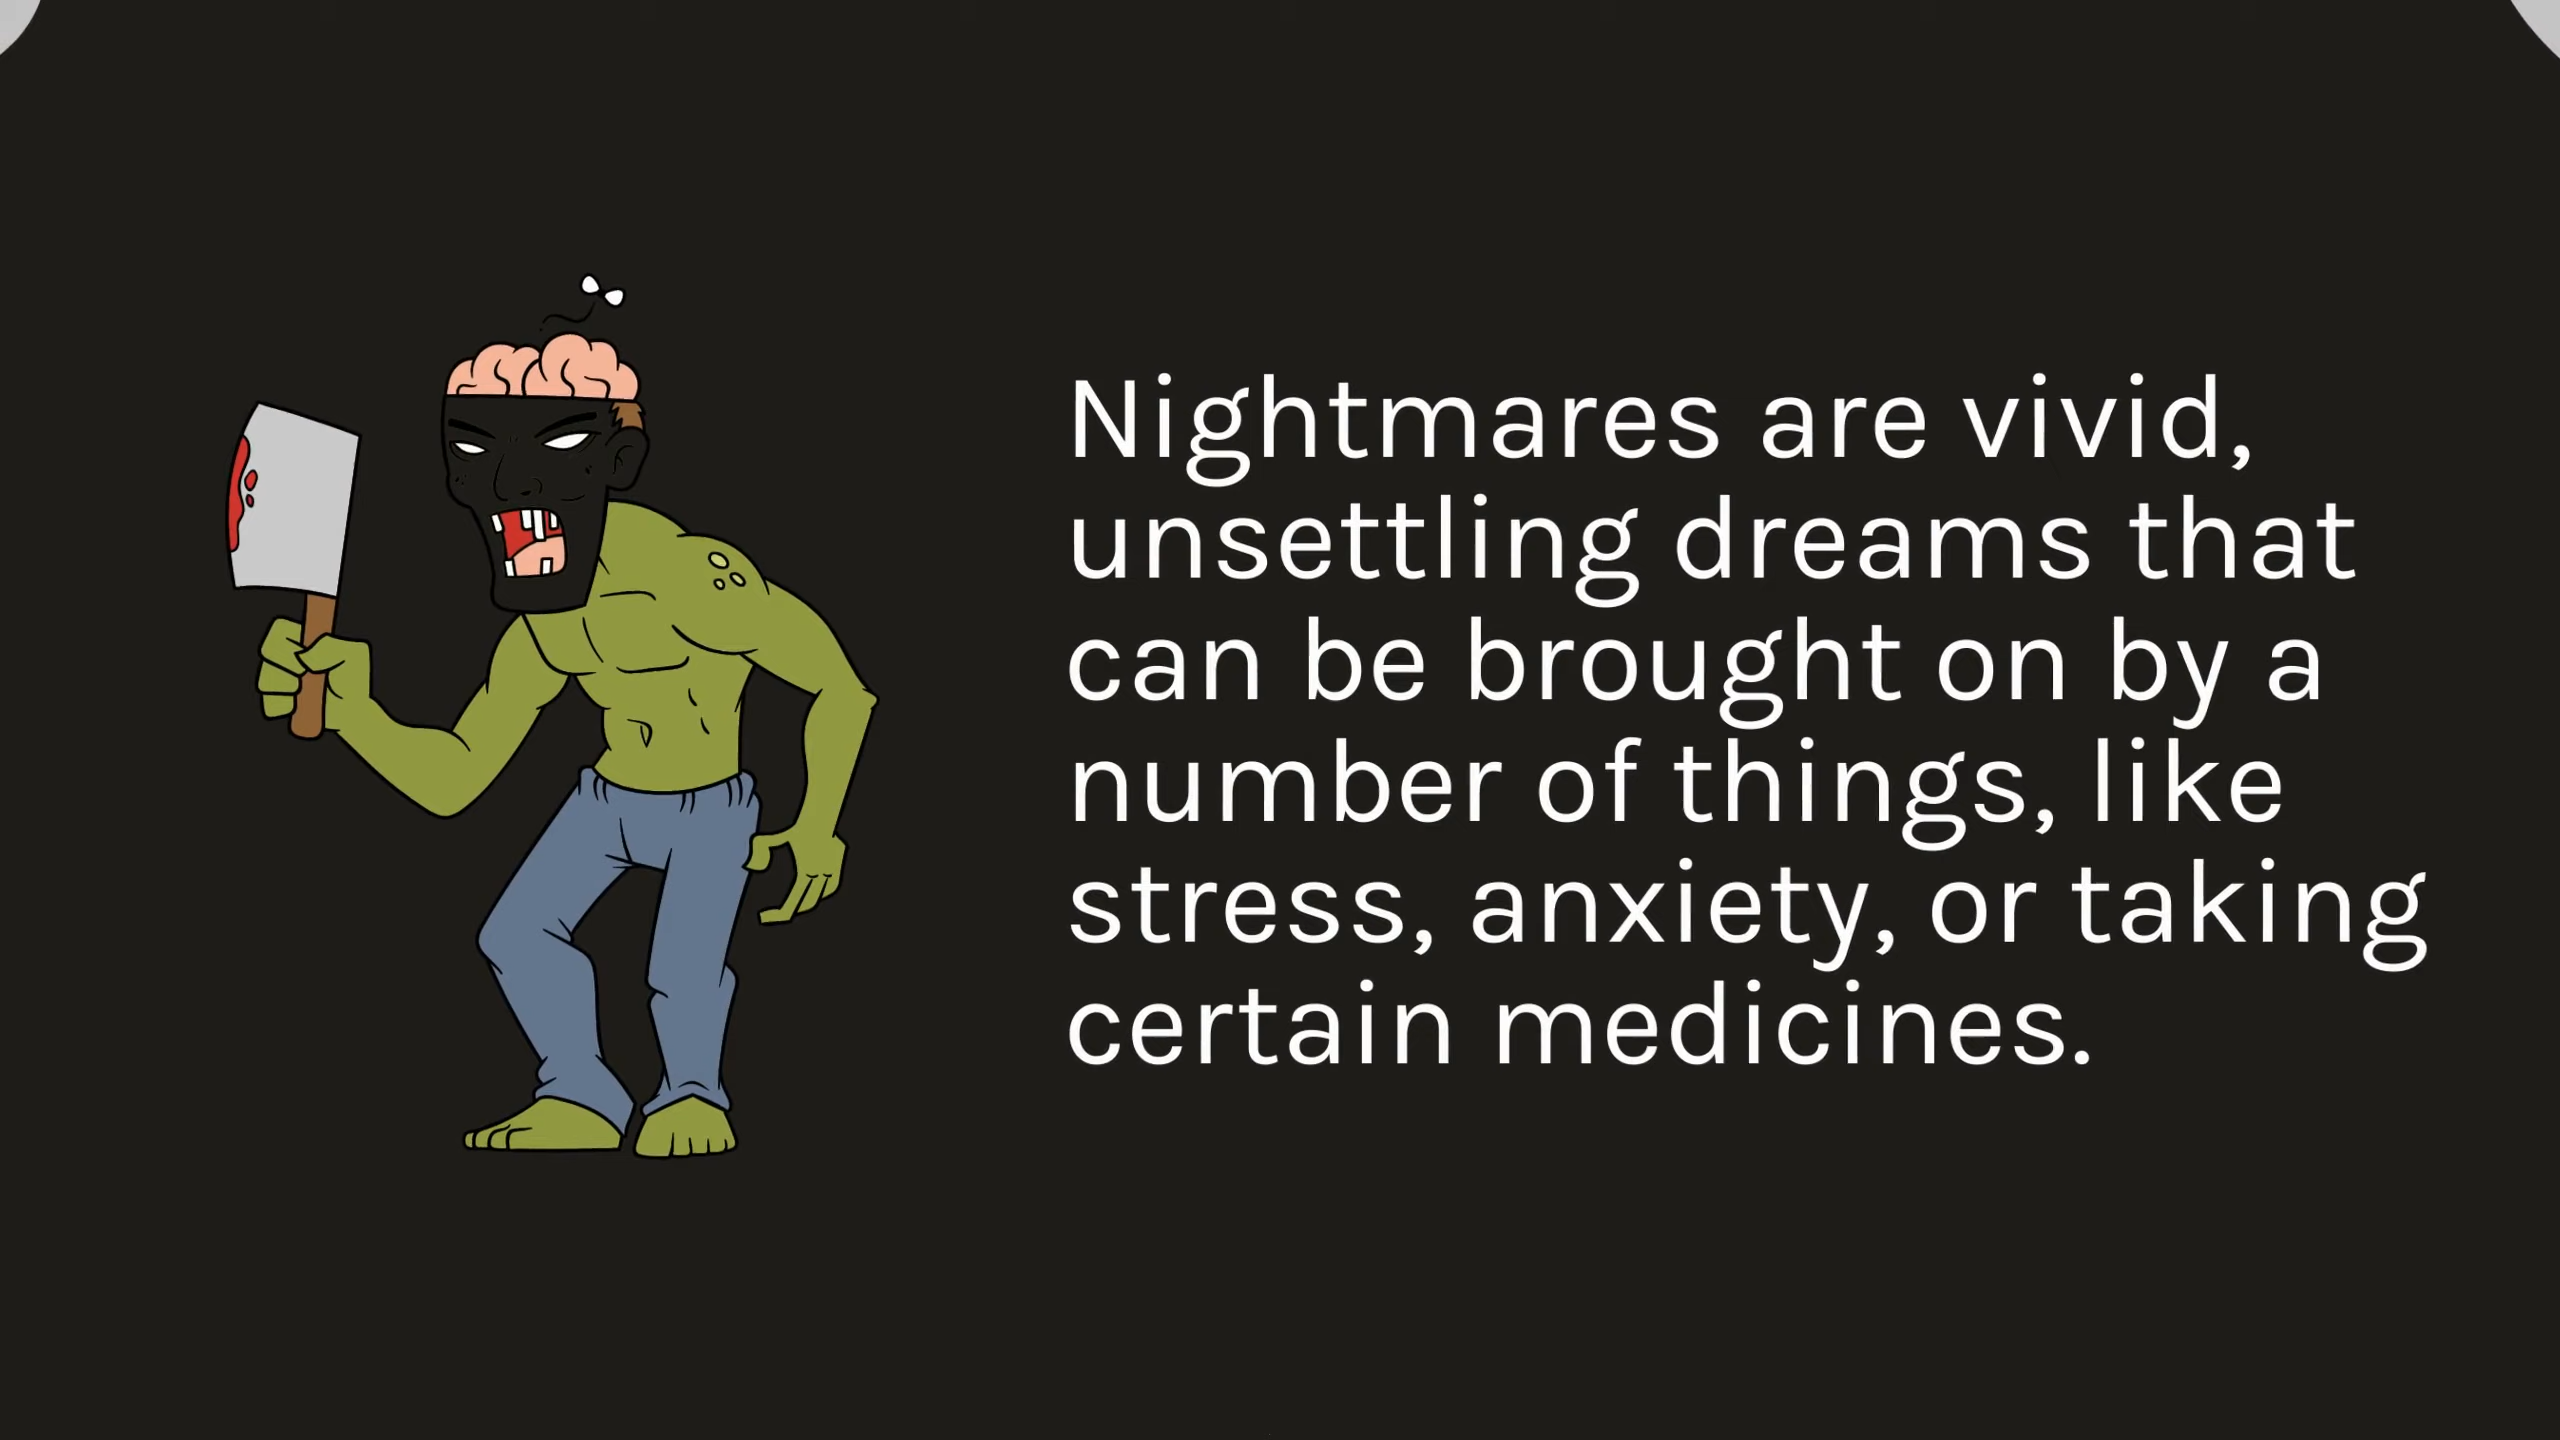 Nightmares are vivid,
unsettling dreams that
can be brought on by a
number of things, like
stress, anxiety, or taking
certain medicines.